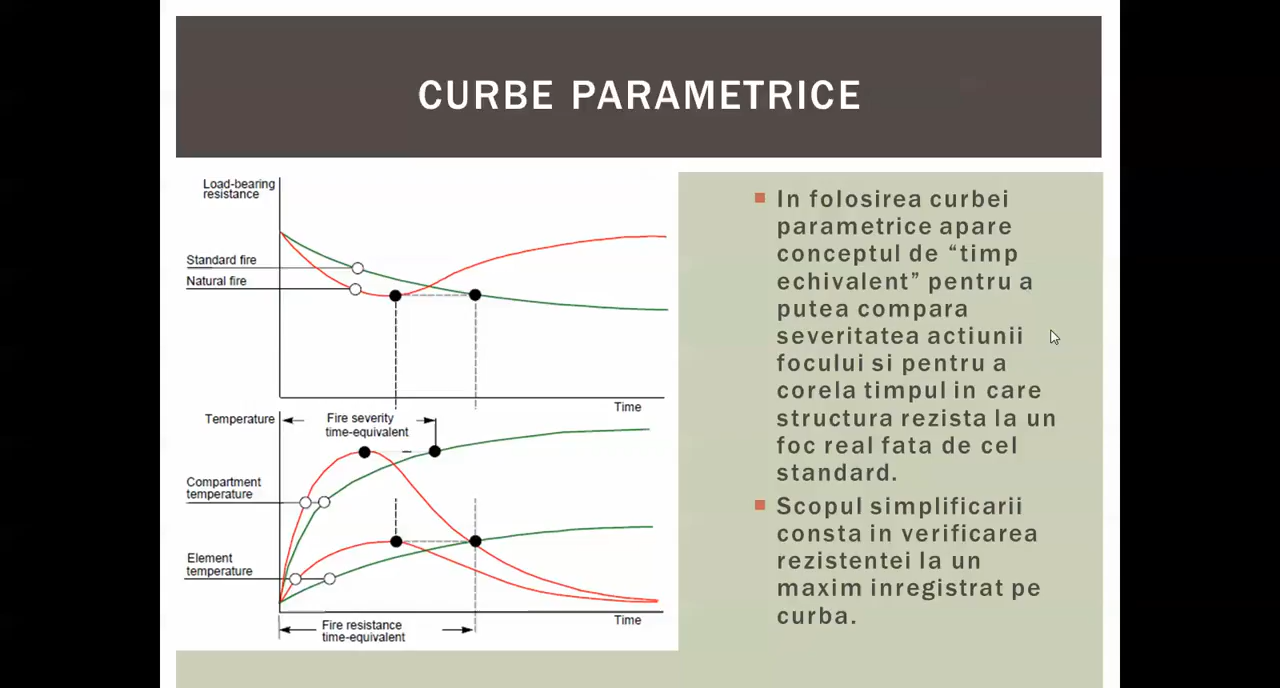 CURBE PARAMETRICE
Load-bearing
resistance
Standard fire
Natural fire
Time
Temperature
Fire severity
time-equivalent
Compartment
temperature
Element
temperature
Time
Fire resistance
time-equivalent
In folosirea curbei
parametrice apare
conceptul de “timp
echivalent” pentru a
putea compara
severitatea actiunii
focului si pentru a
corela timpul in care
structura rezista la un
foc real fata de cel
standard.
Scopul simplificarii
consta in verificarea
rezistentei la un
maxim inregistrat pe
curba.